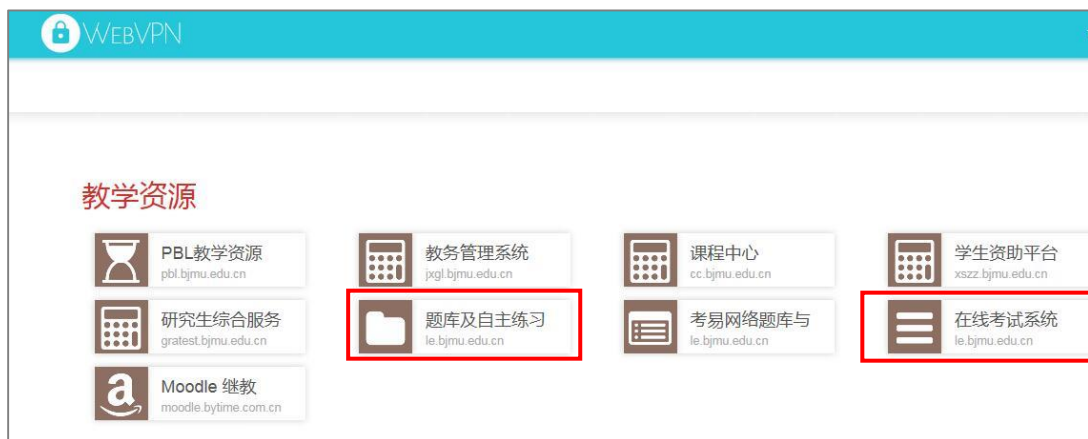 WEBVPN
教学资源
PBL教学资源
pbl.bjmu.edu.cn
教务管理系统
jxgl.bjmu.edu.cn
课程中心
cc.bjmu.edu.cn
学生资助平台
xszz.bjmu.edu.cn
研究生综合服务
gratest.bjmu.edu.cn
题库及自主练习
le.bjmu.edu.cn
考易网络题库与
le.bjmu.edu.cn
在线考试系统
le.bjmu.edu.cn
Moodle 继教
moodle.bytime.com.cn